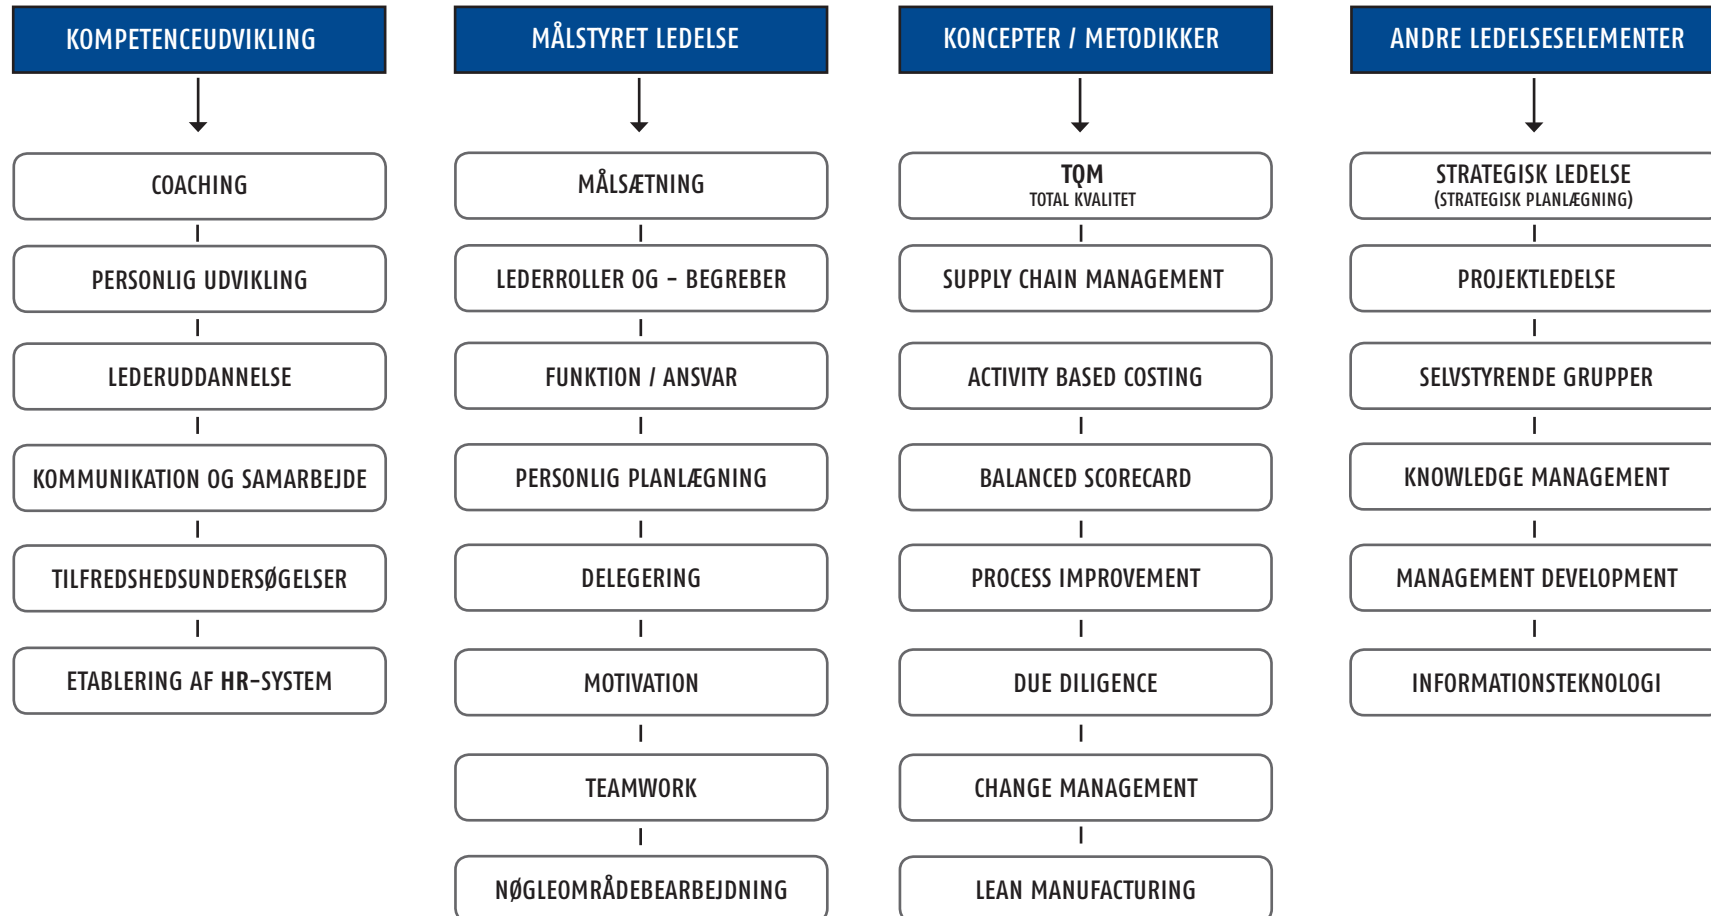 KOMPETENCEUDVIKLING
COACHING
PERSONLIG UDVIKLING
LEDERUDDANNELSE
KOMMUNIKATION OG SAMARBEJDE
TILFREDSHEDSUNDERSØGELSER
ETABLERING AF HR-SYSTEM
MÅLSTYRET LEDELSE
MÅLSÆTNING
LEDERROLLER OG - BEGREBER
FUNKTION / ANSVAR
PERSONLIG PLANLÆGNING
DELEGERING
MOTIVATION
TEAMWORK
NØGLEOMRÅDEBEARBEJDNING
KONCEPTER / METODIKKER
TQM
TOTAL KVALITET
SUPPLY CHAIN MANAGEMENT
ACTIVITY BASED COSTING
BALANCED SCORECARD
PROCESS IMPROVEMENT
DUE DILIGENCE
CHANGE MANAGEMENT
LEAN MANUFACTURING
ANDRE LEDELSESELEMENTER
STRATEGISK LEDELSE
(STRATEGISK PLANLÆGNING)
PROJEKTLEDELSE
SELVSTYRENDE GRUPPER
KNOWLEDGE MANAGEMENT
MANAGEMENT DEVELOPMENT
INFORMATIONSTEKNOLOGI